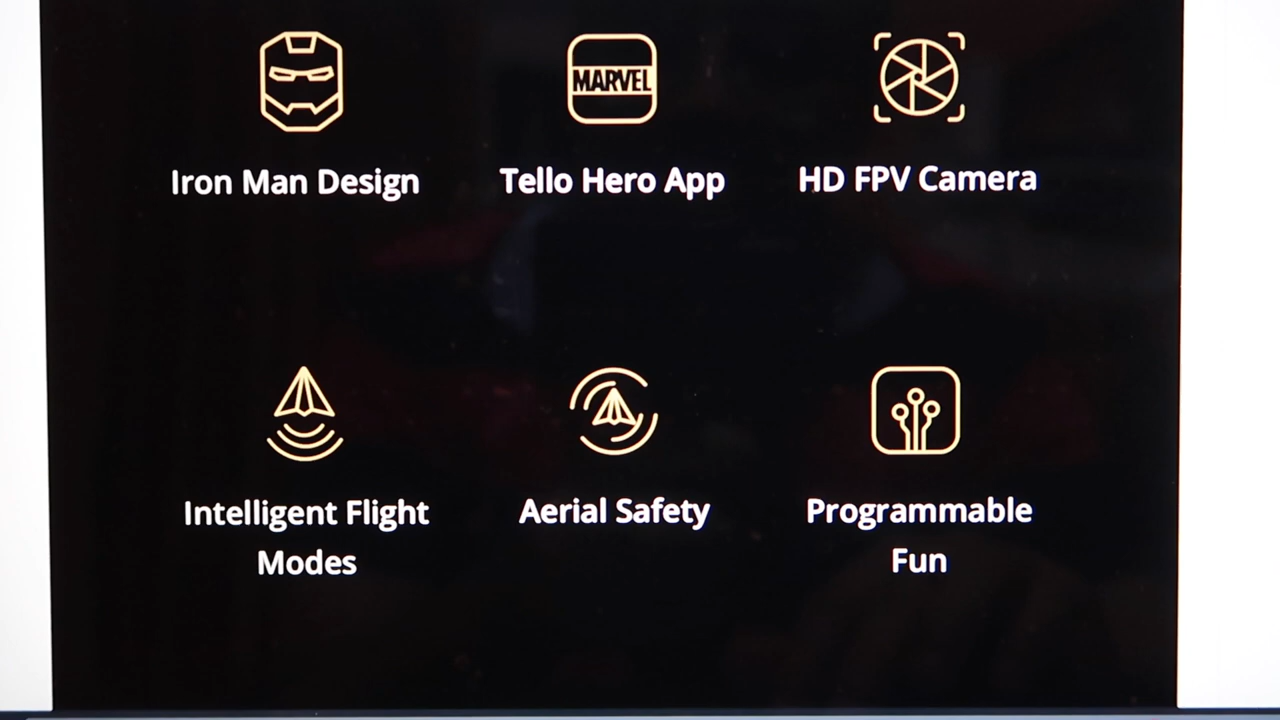 MARVEL
Iron Man Design
Tello Hero App
HD FPV Camera
Intelligent Flight
Modes
Aerial Safety
Programmable
Fun